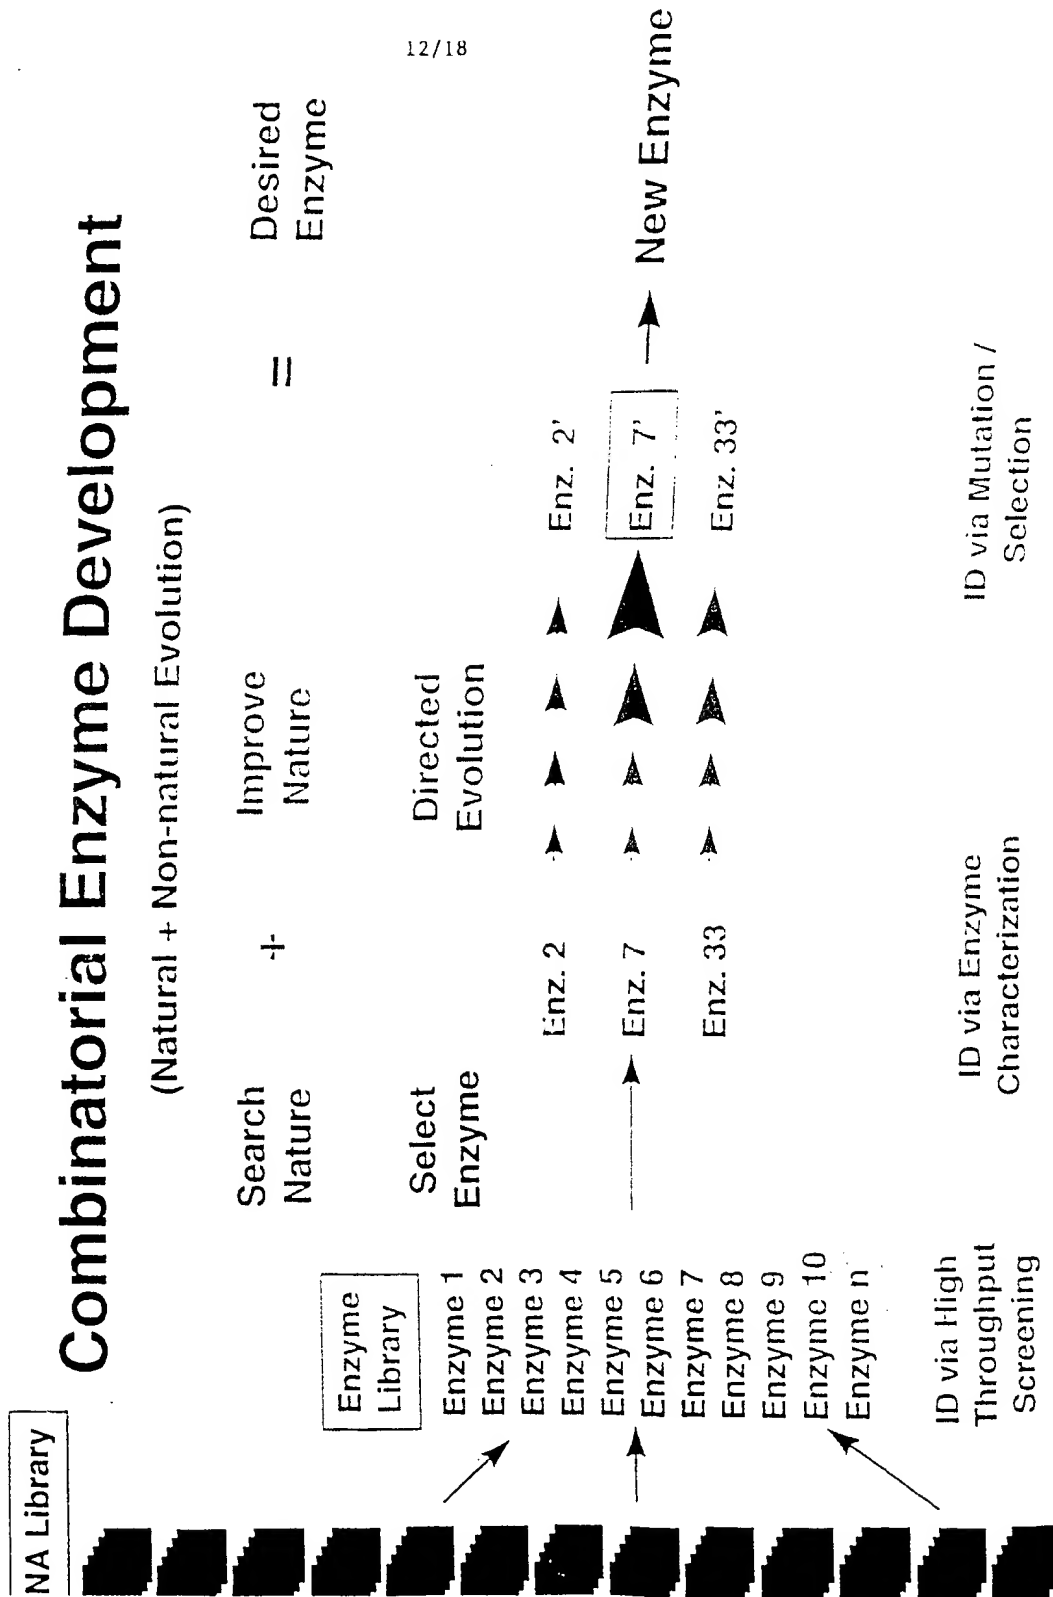 12/18
NA Library
Combinatorial Enzyme Development
(Natural + Non-natural Evolution)
Search
Nature
+
Improve
Nature
=
Desired
Enzyme
Enzyme
Library
Select
Enzyme
Directed
Evolution
Enzyme 1
Enzyme 2
Enzyme 3
Enzyme 4
Enzyme 5
Enzyme 6
Enzyme 7
Enzyme 8
Enzyme 9
Enzyme 10
Enzyme n
Enz. 2
Enz. 7
Enz. 33
Enz. 2'
Enz. 7'
Enz. 33'
New Enzyme
ID via High
Throughput
Screening
ID via Enzyme
Characterization
ID via Mutation /
Selection